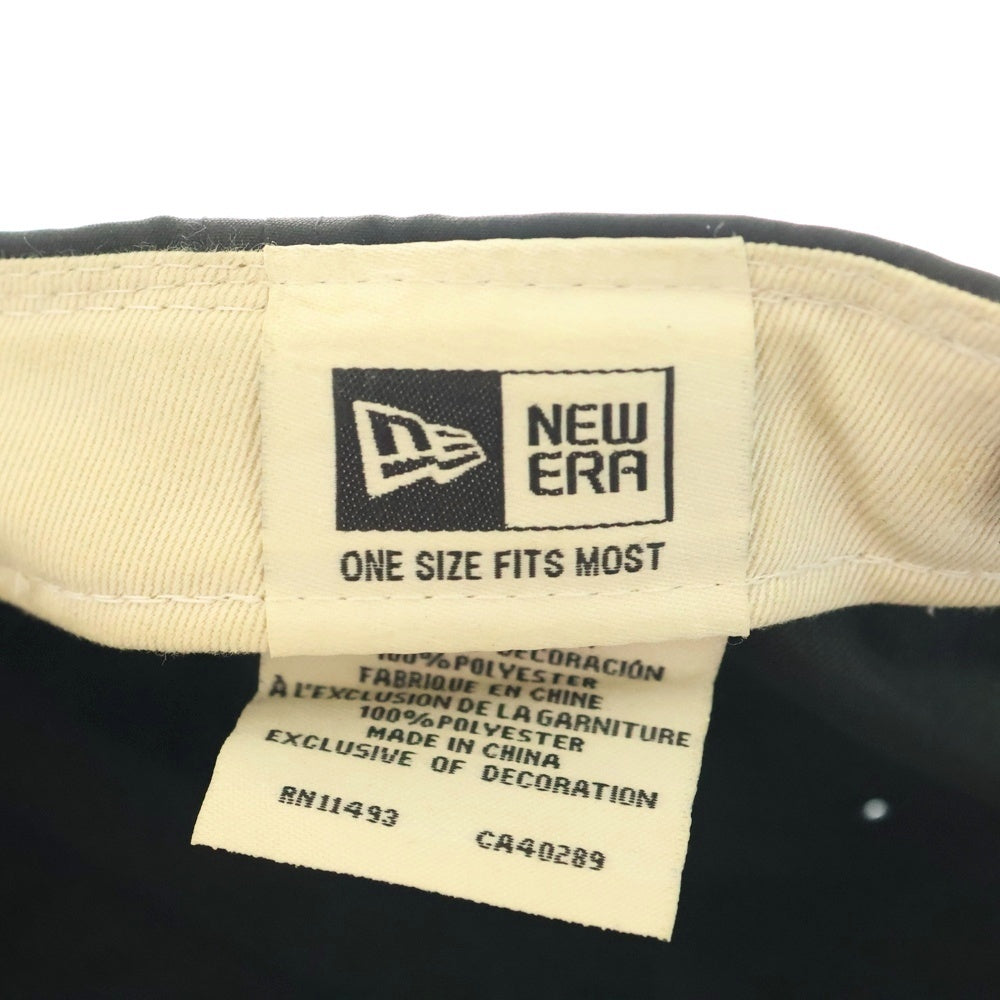 NEW
ERA
ONE SIZE FITS MOST
DECORACIÓN
100% POLYESTER
FABRIQUE EN CHINE
À L'EXCLUSION DE LA GARNITURE
100% POLYESTER
MADE IN CHINA
EXCLUSIVE OF DECORATION
RN11493
CA40289